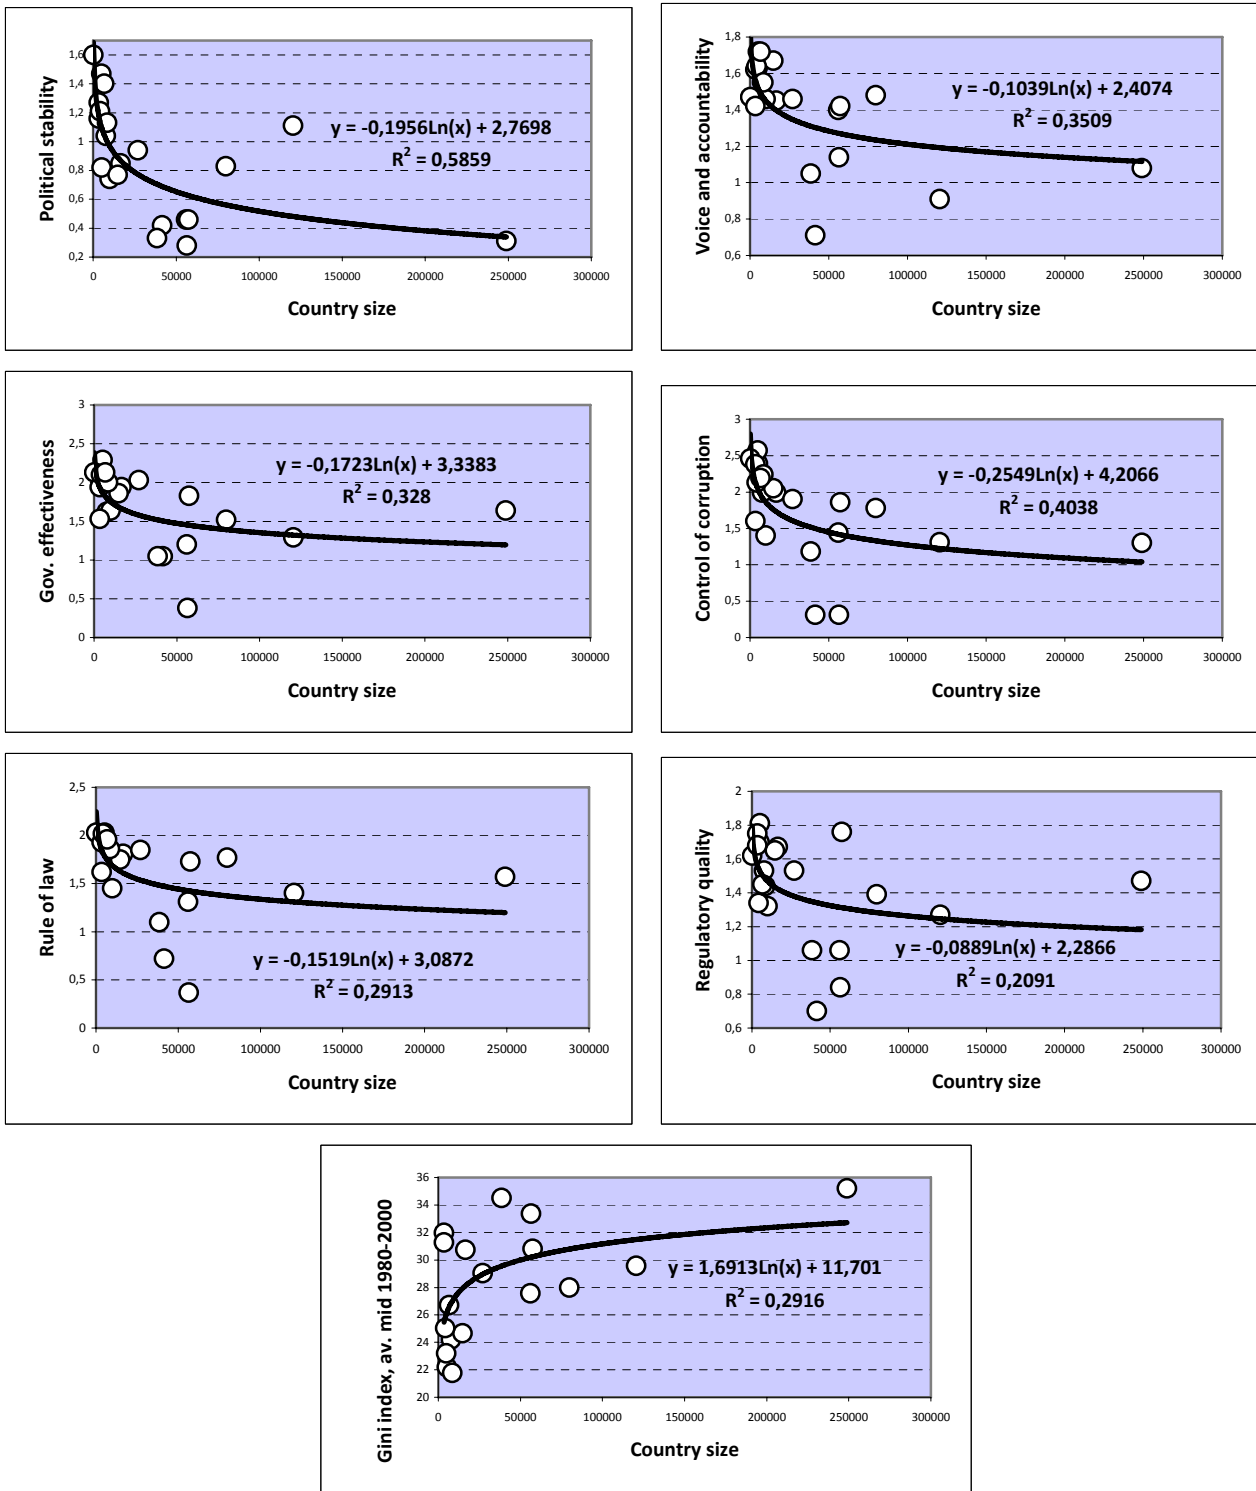 Political stability
1,6
1,4
1,2
1
0,8
0,6
0,4
0,2
y = -0,1956Ln(x) + 2,7698
R² = 0,5859
0 50000 100000 150000 200000 250000 300000
Country size
Voice and accountability
1,8
1,6
1,4
1,2
1
0,8
0,6
y = -0,1039Ln(x) + 2,4074
R² = 0,3509
0 50000 100000 150000 200000 250000 300000
Country size
Gov. effectiveness
3
2,5
2
1,5
1
0,5
0
y = -0,1723Ln(x) + 3,3383
R² = 0,328
0 50000 100000 150000 200000 250000 300000
Country size
Control of corruption
3
2,5
2
1,5
1
0,5
0
y = -0,2549Ln(x) + 4,2066
R² = 0,4038
0 50000 100000 150000 200000 250000 300000
Country size
Rule of law
2,5
2
1,5
1
0,5
0
y = -0,1519Ln(x) + 3,0872
R² = 0,2913
0 50000 100000 150000 200000 250000 300000
Country size
Regulatory quality
2
1,8
1,6
1,4
1,2
1
0,8
0,6
y = -0,0889Ln(x) + 2,2866
R² = 0,2091
0 50000 100000 150000 200000 250000 300000
Country size
Gini index, av. mid 1980-2000
36
34
32
30
28
26
24
22
20
y = 1,6913Ln(x) + 11,701
R² = 0,2916
0 50000 100000 150000 200000 250000 300000
Country size